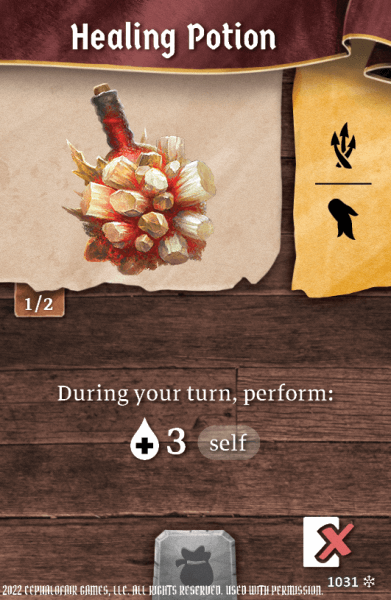 Healing Potion
1/2
During your turn, perform:
3 self
1031
2022 CEPHALOFAIR GAMES, LLC. ALL RIGHTS RESERVED. USED WITH PERMISSION.